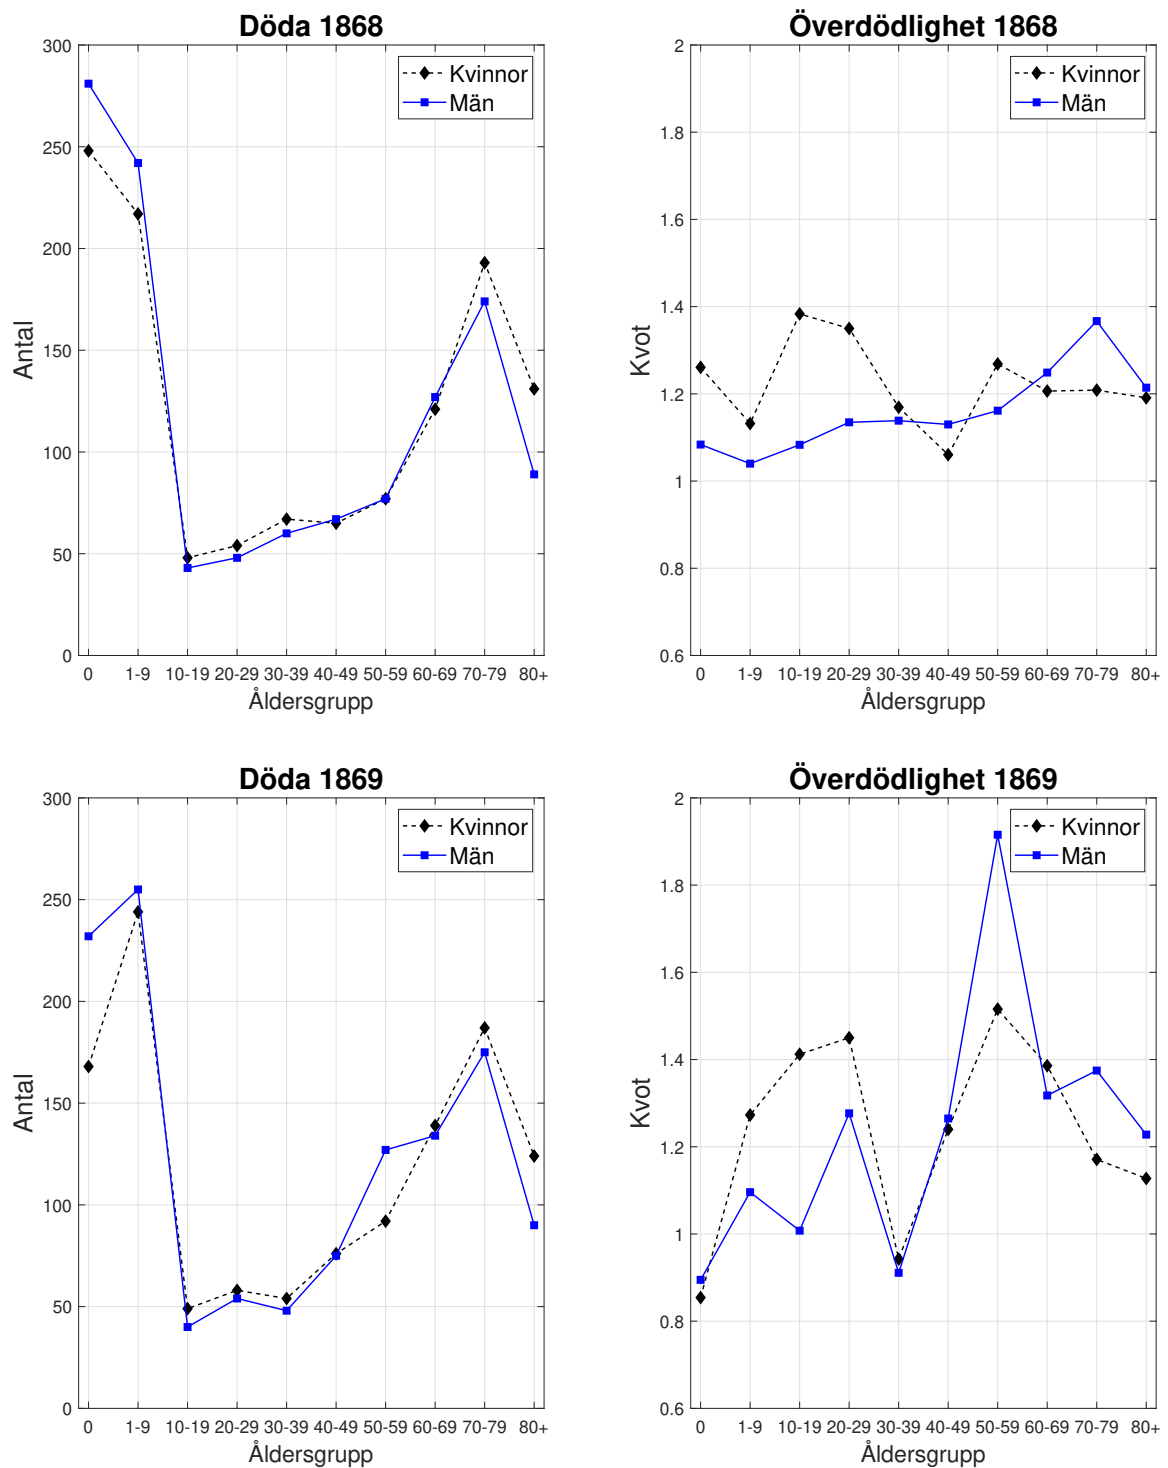 Döda 1868
300
250
200
150
100
50
0
Antal
Kvinnor
Män
0 1-9 10-19 20-29 30-39 40-49 50-59 60-69 70-79 80+
Åldersgrupp
Överdödlighet 1868
2
1.8
1.6
1.4
1.2
1
0.8
0.6
Kvot
Kvinnor
Män
0 1-9 10-19 20-29 30-39 40-49 50-59 60-69 70-79 80+
Åldersgrupp
Döda 1869
300
250
200
150
100
50
0
Antal
Kvinnor
Män
0 1-9 10-19 20-29 30-39 40-49 50-59 60-69 70-79 80+
Åldersgrupp
Överdödlighet 1869
2
1.8
1.6
1.4
1.2
1
0.8
0.6
Kvot
Kvinnor
Män
0 1-9 10-19 20-29 30-39 40-49 50-59 60-69 70-79 80+
Åldersgrupp